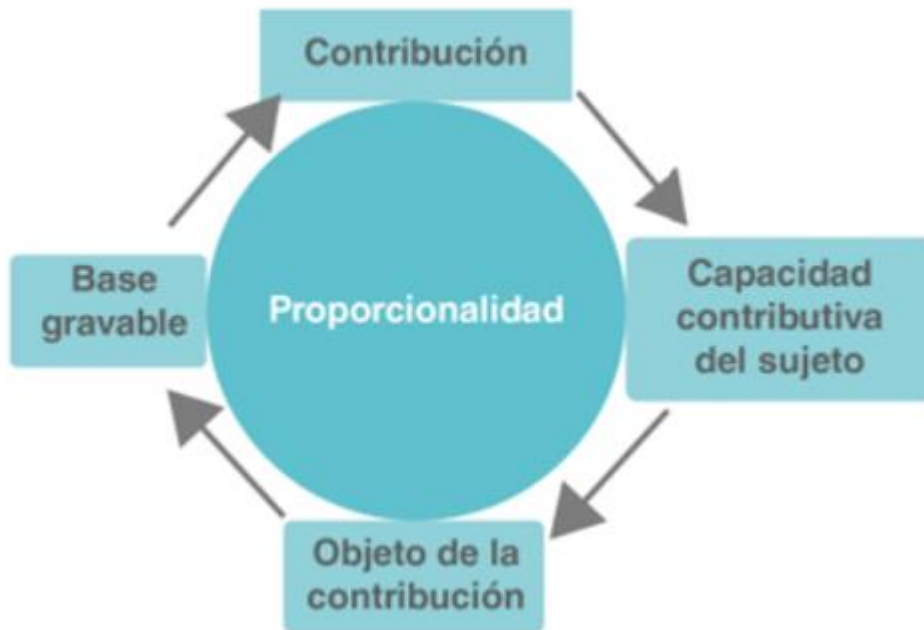 Contribución
Capacidad
contributiva
del sujeto
Objeto de la
contribución
Base
gravable
Proporcionalidad